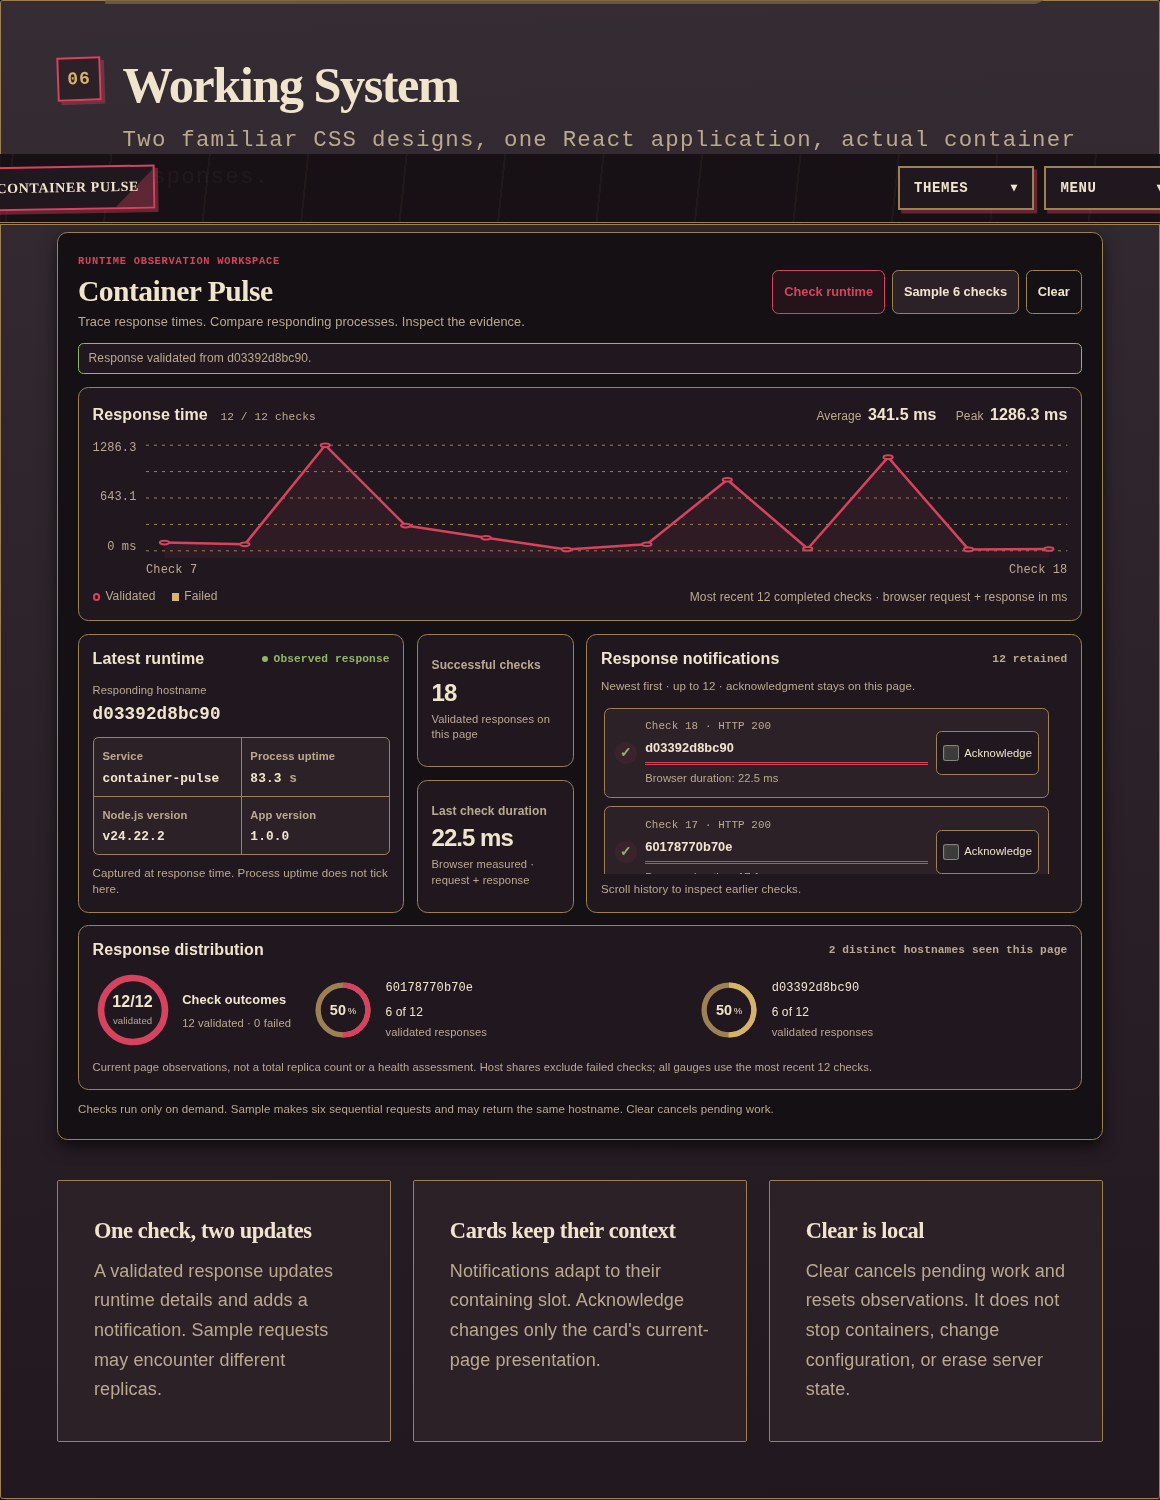 06
Working System
Two familiar CSS designs, one React application, actual container
responses.
CONTAINER PULSE
THEMES ▼
MENU
RUNTIME OBSERVATION WORKSPACE
Container Pulse
Trace response times. Compare responding processes. Inspect the evidence.
Check runtime
Sample 6 checks
Clear
Response validated from d03392d8bc90.
Response time 12 / 12 checks
Average 341.5 ms Peak 1286.3 ms
1286.3
643.1
0 ms
Check 7
Check 18
Validated Failed
Most recent 12 completed checks · browser request + response in ms
Latest runtime
Observed response
Responding hostname
d03392d8bc90
Service
container-pulse
Process uptime
83.3 s
Node.js version
v24.22.2
App version
1.0.0
Captured at response time. Process uptime does not tick
here.
Successful checks
18
Validated responses on
this page
Last check duration
22.5 ms
Browser measured ·
request + response
Response notifications
12 retained
Newest first · up to 12 · acknowledgment stays on this page.
Check 18 · HTTP 200
✓
d03392d8bc90
Browser duration: 22.5 ms
Acknowledge
Check 17 · HTTP 200
✓
60178770b70e
Acknowledge
Scroll history to inspect earlier checks.
Response distribution
2 distinct hostnames seen this page
12/12
validated
Check outcomes
12 validated · 0 failed
50 %
60178770b70e
6 of 12
validated responses
50 %
d03392d8bc90
6 of 12
validated responses
Current page observations, not a total replica count or a health assessment. Host shares exclude failed checks; all gauges use the most recent 12 checks.
Checks run only on demand. Sample makes six sequential requests and may return the same hostname. Clear cancels pending work.
One check, two updates
A validated response updates
runtime details and adds a
notification. Sample requests
may encounter different
replicas.
Cards keep their context
Notifications adapt to their
containing slot. Acknowledge
changes only the card's current-
page presentation.
Clear is local
Clear cancels pending work and
resets observations. It does not
stop containers, change
configuration, or erase server
state.